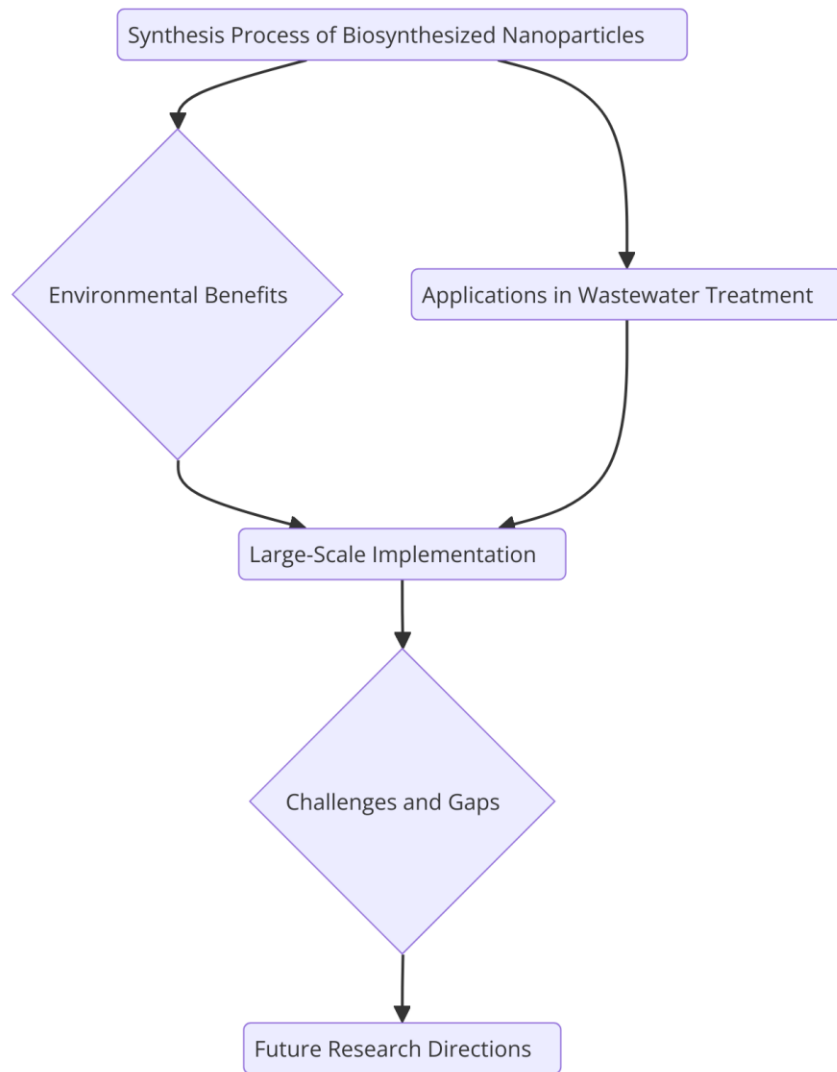 Synthesis Process of Biosynthesized Nanoparticles
Environmental Benefits
Applications in Wastewater Treatment
Large-Scale Implementation
Challenges and Gaps
Future Research Directions